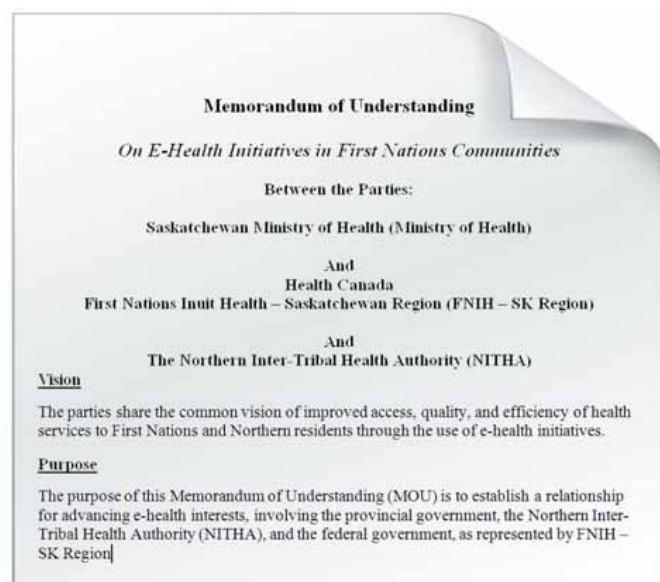 Memorandum of Understanding
On E-Health Initiatives in First Nations Communities
Between the Parties:
Saskatchewan Ministry of Health (Ministry of Health)
And
Health Canada
First Nations Inuit Health – Saskatchewan Region (FNIH – SK Region)
And
The Northern Inter-Tribal Health Authority (NITHA)
Vision
The parties share the common vision of improved access, quality, and efficiency of health
services to First Nations and Northern residents through the use of e-health initiatives.
Purpose
The purpose of this Memorandum of Understanding (MOU) is to establish a relationship
for advancing e-health interests, involving the provincial government, the Northern Inter-
Tribal Health Authority (NITHA), and the federal government, as represented by FNIH –
SK Region